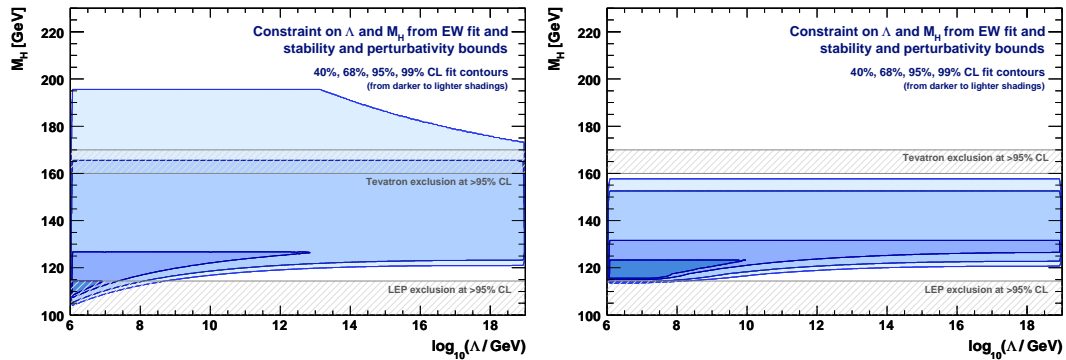 M_H [GeV]
220
200
180
160
140
120
100
Constraint on Λ and M_H from EW fit and
stability and perturbativity bounds
40%, 68%, 95%, 99% CL fit contours
(from darker to lighter shadings)
Tevatron exclusion at >95% CL
LEP exclusion at >95% CL
6 8 10 12 14 16 18
log_10(Λ / GeV)
M_H [GeV]
220
200
180
160
140
120
100
Constraint on Λ and M_H from EW fit and
stability and perturbativity bounds
40%, 68%, 95%, 99% CL fit contours
(from darker to lighter shadings)
Tevatron exclusion at >95% CL
LEP exclusion at >95% CL
6 8 10 12 14 16 18
log_10(Λ / GeV)